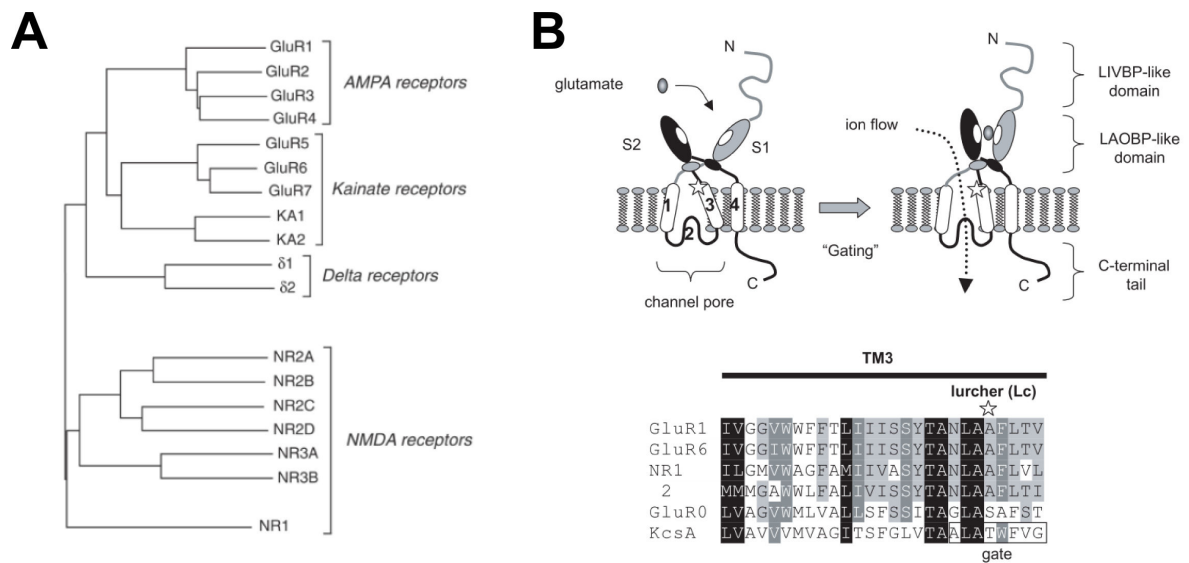 A
GluR1
GluR2
GluR3
GluR4
AMPA receptors
GluR5
GluR6
GluR7
KA1
KA2
Kainate receptors
δ1
δ2
Delta receptors
NR2A
NR2B
NR2C
NR2D
NR3A
NR3B
NR1
NMDA receptors
B
N
glutamate
S2
S1
1
2
3
4
channel pore
C
"Gating"
N
ion flow
C
LIVBP-like
domain
LAOBP-like
domain
C-terminal
tail
TM3
lurcher (Lc)
GluR1 IVGGVWWFFTLIIISSYTANLAAFLTV
GluR6 IVGGIWWFFTLIIISSYTANLAAFLTV
NR1 ILGMVWAGFAMIIVASYTANLAAFLVL
2 MMMGAWWLFALIVISSYTANLAAFLTI
GluR0 LVAGVWMLVALLSFSSITAGLASAFST
KcsA LVAVVVMVAGITSFGLVTAALATWFVG
gate